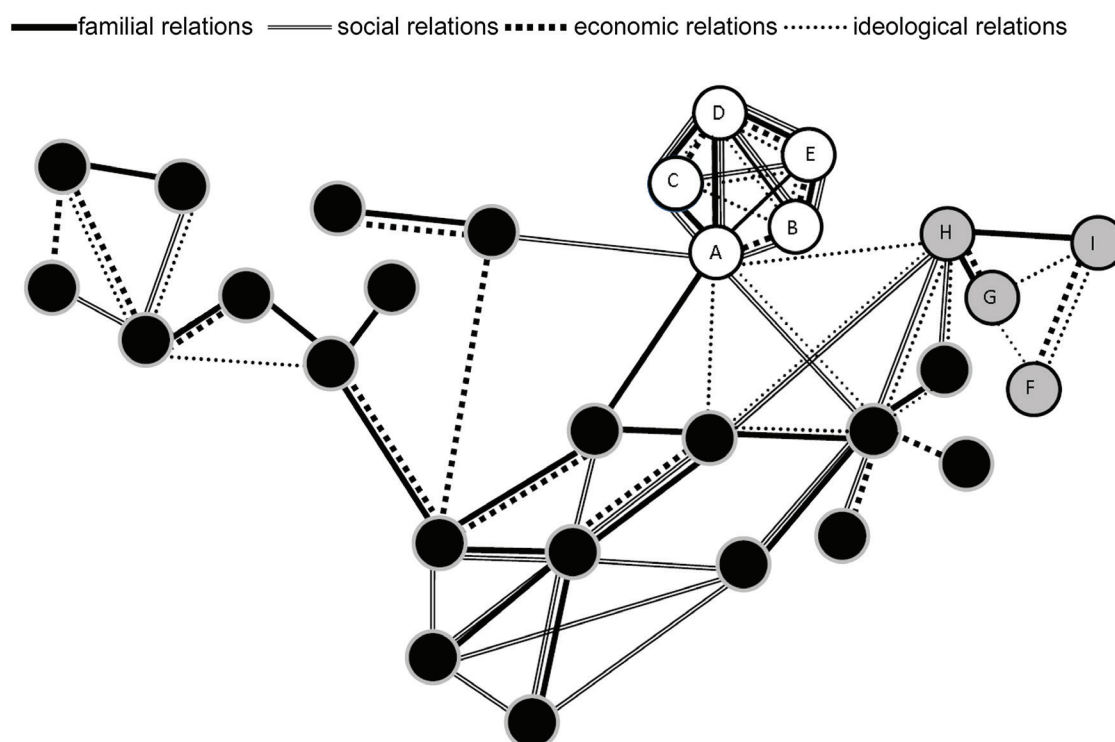 familial relations social relations economic relations ideological relations
D
E
C
B
A
H
I
G
F